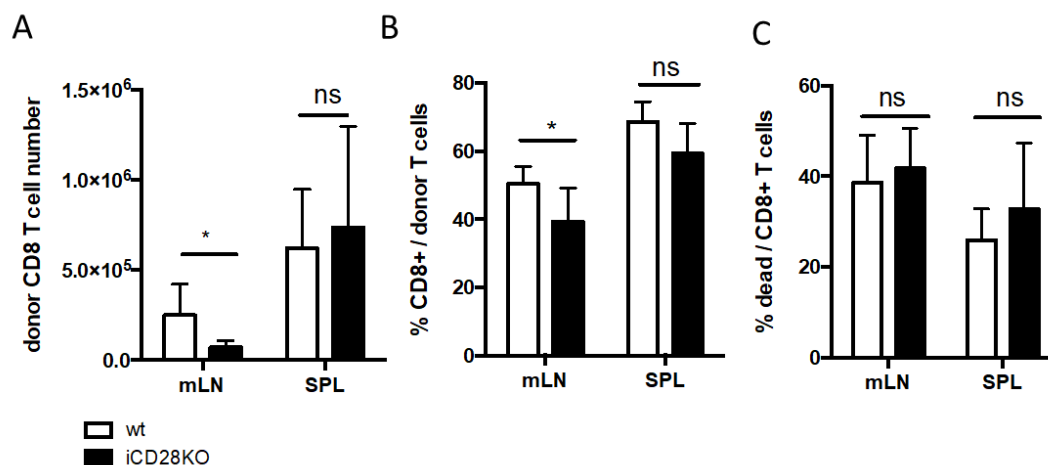 A
donor CD8 T cell number
1.5×10⁶
1.0×10⁶
5.0×10⁵
0.0
*
ns
mLN SPL
B
% CD8+ / donor T cells
80
60
40
20
0
*
ns
mLN SPL
C
% dead / CD8+ T cells
60
40
20
0
ns
ns
mLN SPL
wt
iCD28KO